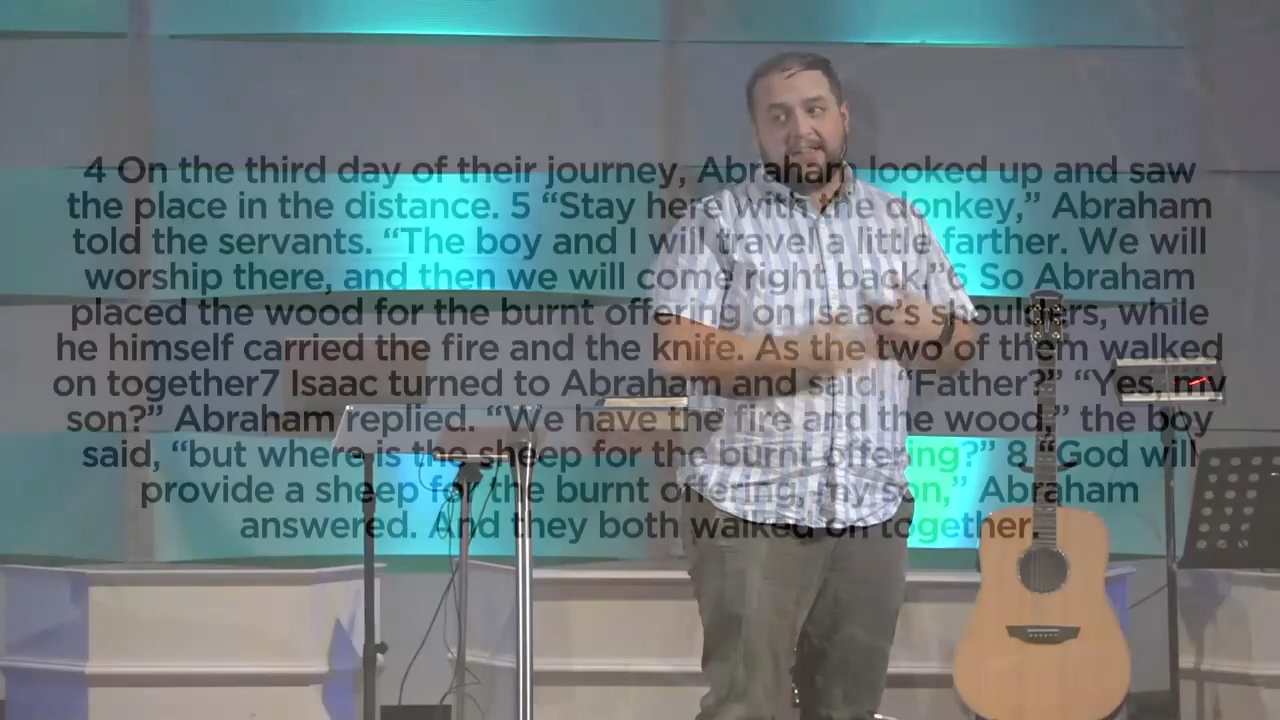 4 On the third day of their journey, Abraham looked up and saw
the place in the distance. 5 “Stay here with the donkey,” Abraham
told the servants. “The boy and I will travel a little farther. We will
worship there, and then we will come right back.”6 So Abraham
placed the wood for the burnt offering on Isaac’s shoulders, while
he himself carried the fire and the knife. As the two of them walked
on together7 Isaac turned to Abraham and said, “Father?” “Yes, my
son?” Abraham replied. “We have the fire and the wood,” the boy
said, “but where is the sheep for the burnt offering?” 8 “God will
provide a sheep for the burnt offering, my son,” Abraham
answered. And they both walked on together.